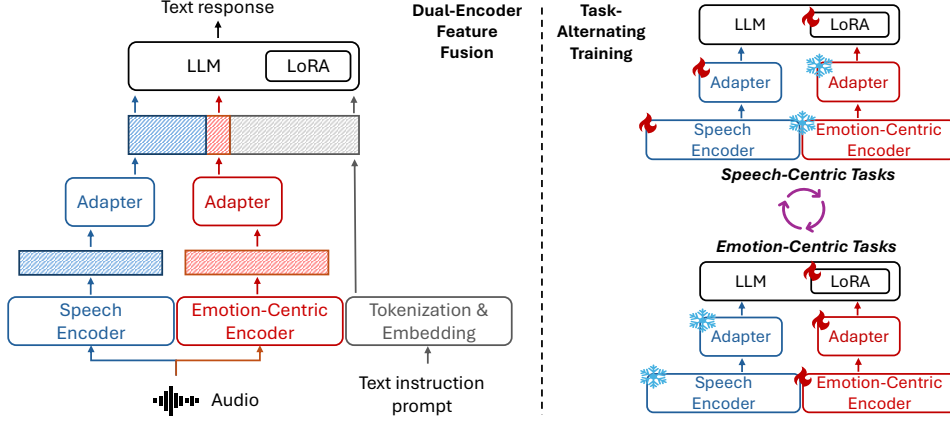 Text response
Dual-Encoder
Feature
Fusion
LLM
LoRA
Adapter
Adapter
Speech
Encoder
Emotion-Centric
Encoder
Tokenization &
Embedding
Audio
Text instruction
prompt
Task-
Alternating
Training
LLM
LoRA
Adapter
Adapter
Speech
Encoder
Emotion-Centric
Encoder
Speech-Centric Tasks
Emotion-Centric Tasks
LLM
LoRA
Adapter
Adapter
Speech
Encoder
Emotion-Centric
Encoder